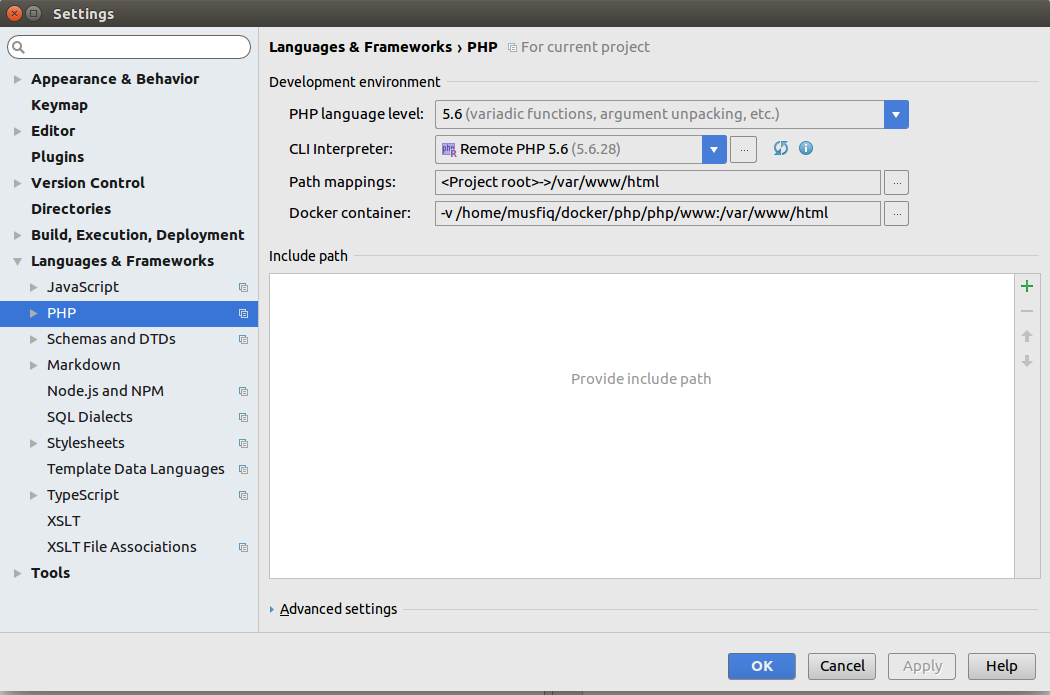 Settings
Appearance & Behavior
Keymap
Editor
Plugins
Version Control
Directories
Build, Execution, Deployment
Languages & Frameworks
JavaScript
PHP
Schemas and DTDs
Markdown
Node.js and NPM
SQL Dialects
Stylesheets
Template Data Languages
TypeScript
XSLT
XSLT File Associations
Tools
Languages & Frameworks › PHP For current project
Development environment
PHP language level: 5.6 (variadic functions, argument unpacking, etc.)
CLI Interpreter: php R Remote PHP 5.6 (5.6.28) ...
Path mappings: <Project root>->/var/www/html ...
Docker container: -v /home/musfiq/docker/php/php/www:/var/www/html ...
Include path
Provide include path
Advanced settings
OK Cancel Apply Help